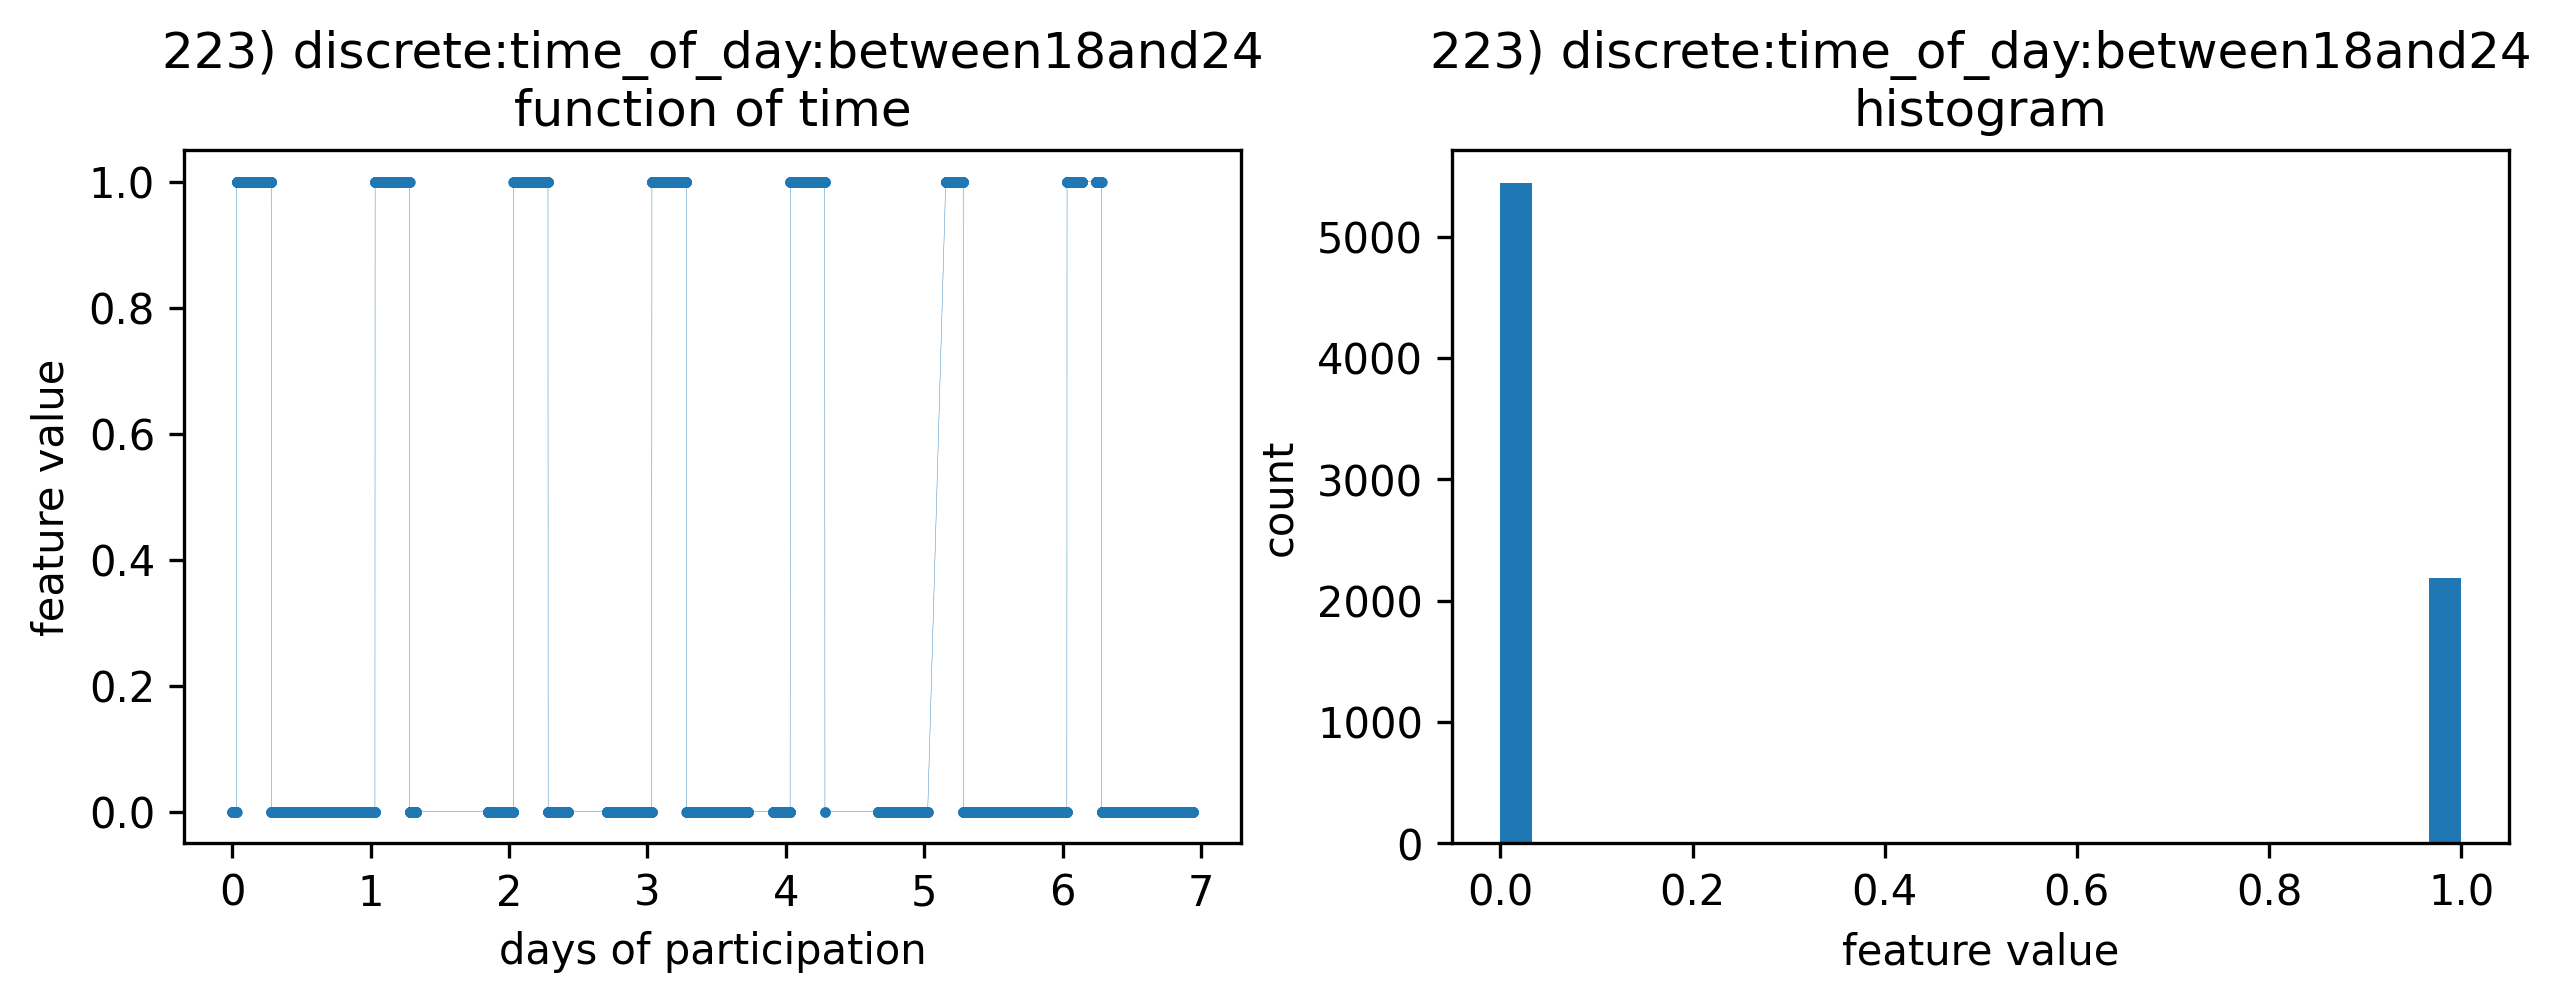 223) discrete:time_of_day:between18and24
function of time
1.0
0.8
0.6
0.4
0.2
0.0
feature value
0 1 2 3 4 5 6 7
days of participation
223) discrete:time_of_day:between18and24
histogram
5000
4000
3000
2000
1000
0
count
0.0 0.2 0.4 0.6 0.8 1.0
feature value